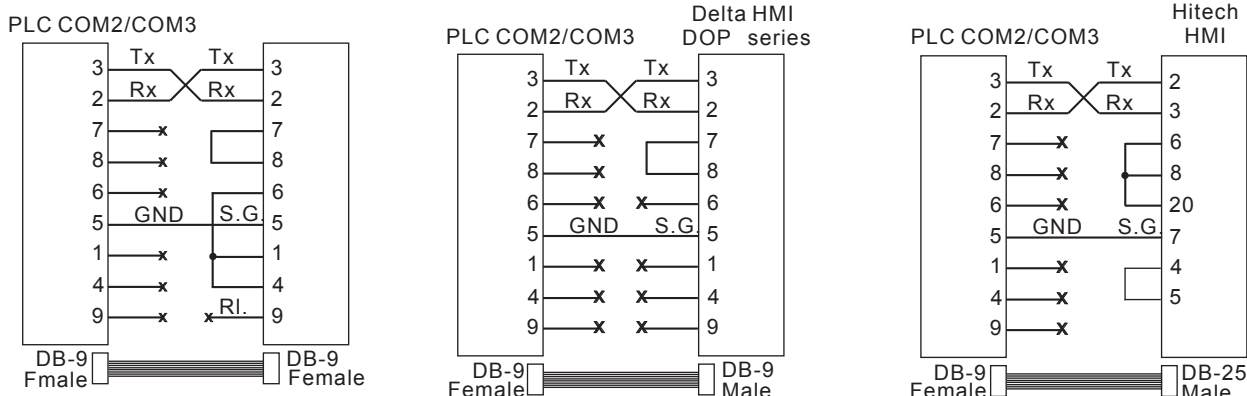 PLC COM2/COM3
Tx Tx
3 3
Rx Rx
2 2
7 7
8 8
6 6
GND S.G.
5 5
1 1
4 4
RI.
9 9
DB-9 DB-9
Fmale Female
Delta HMI
PLC COM2/COM3 DOP series
Tx Tx
3 3
Rx Rx
2 2
7 7
8 8
6 6
GND S.G.
5 5
1 1
4 4
9 9
DB-9 DB-9
Female Male
Hitech
PLC COM2/COM3 HMI
Tx Tx
3 2
Rx Rx
2 3
7 6
8 8
6 20
GND S.G.
5 7
1 4
4 5
9
DB-9 DB-25
Female Male